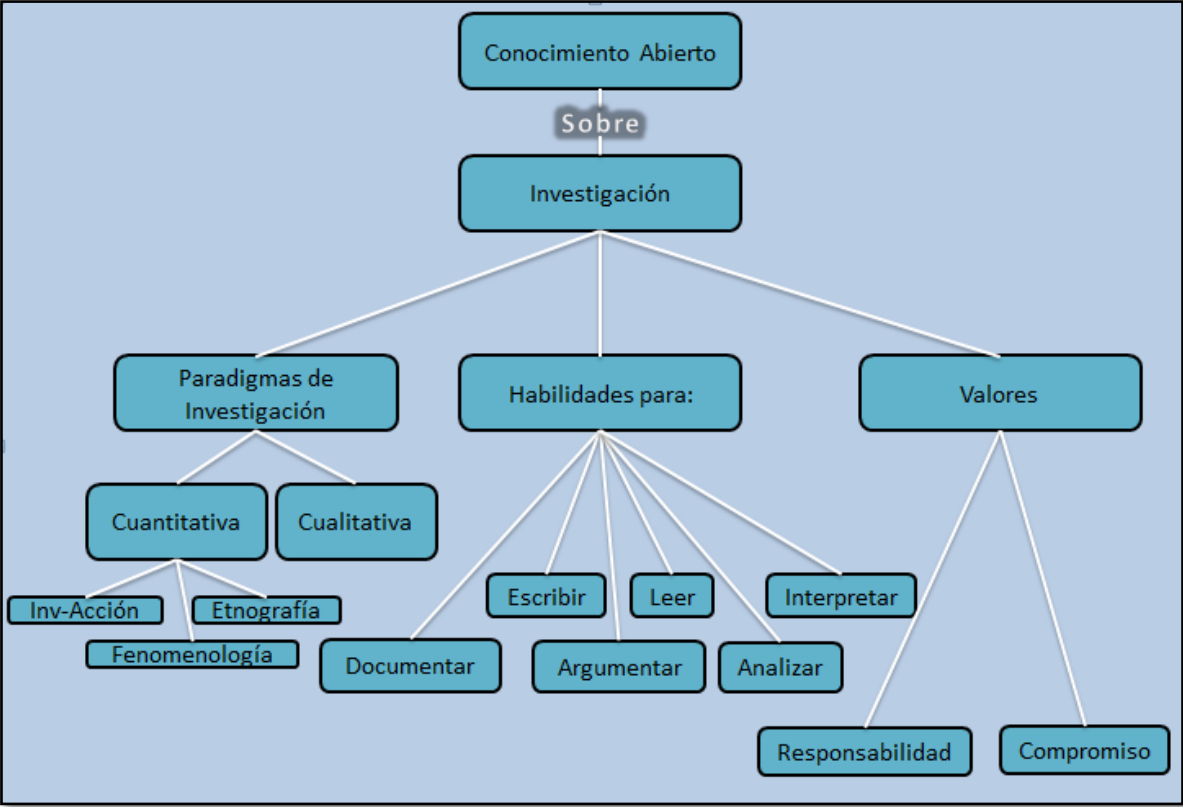 Conocimiento Abierto
Sobre
Investigación
Paradigmas de
Investigación
Habilidades para:
Valores
Cuantitativa
Cualitativa
Inv-Acción
Etnografía
Fenomenología
Escribir
Leer
Interpretar
Documentar
Argumentar
Analizar
Responsabilidad
Compromiso